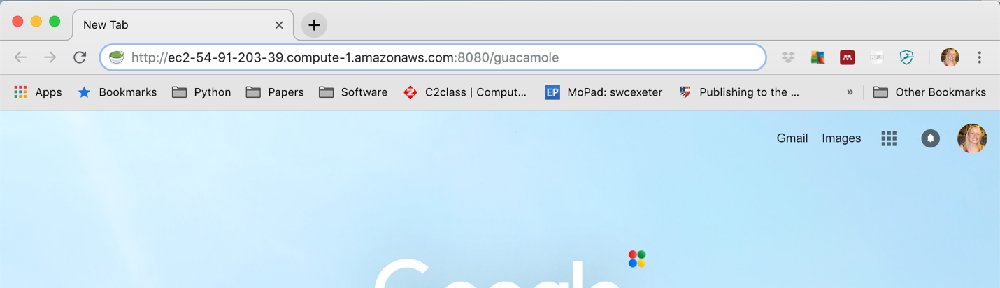 New Tab
http://ec2-54-91-203-39.compute-1.amazonaws.com:8080/guacamole
Apps Bookmarks Python Papers Software C2class | Comput... EP MoPad: swcexeter Publishing to the ... » Other Bookmarks
Gmail Images
Google